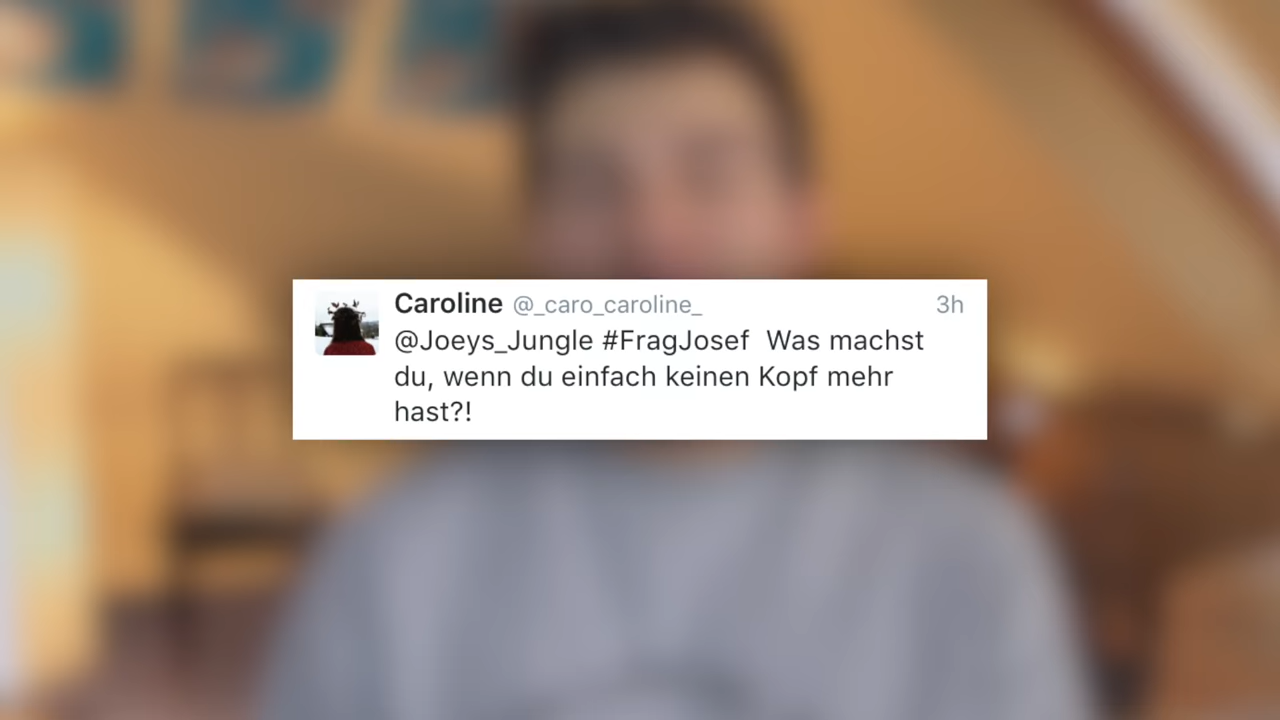 Caroline @_caro_caroline_ 3h
@Joeys_Jungle #FragJosef Was machst
du, wenn du einfach keinen Kopf mehr
hast?!